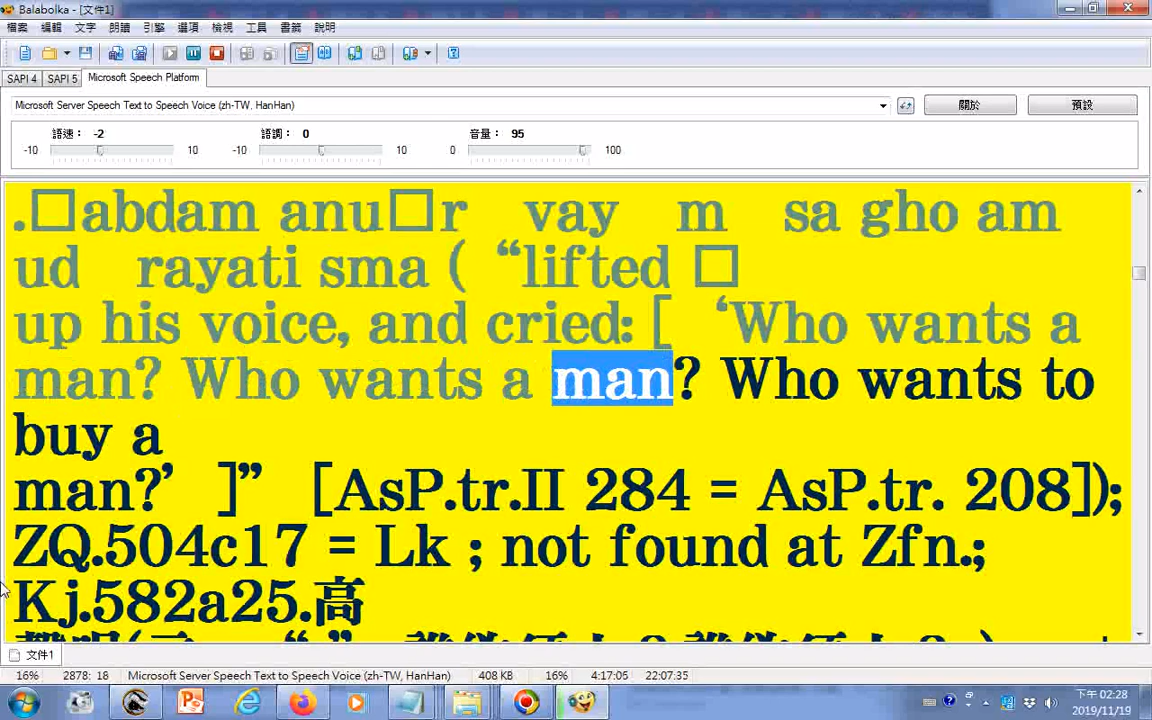 Balabolka - [文件1]
檔案 編輯 文字 朗讀 引擎 選項 檢視 工具 書籤 說明
SAPI 4 SAPI 5 Microsoft Speech Platform
Microsoft Server Speech Text to Speech Voice (zh-TW, HanHan) 關於 預設
語速： -2 語調： 0 音量： 95
-10 10 -10 10 0 100
.□abdam anu□r vay m sa gho am
ud rayati sma ( “lifted □
up his voice, and cried: [ ‘Who wants a
man? Who wants a man? Who wants to
buy a
man?’ ]” [AsP.tr.II 284 = AsP.tr. 208]);
ZQ.504c17 = Lk ; not found at Zfn.;
Kj.582a25.高
文件1
16% 2878: 18 Microsoft Server Speech Text to Speech Voice (zh-TW, HanHan) 408 KB 16% 4:17:05 22:07:35
下午 02:28
2019/11/19